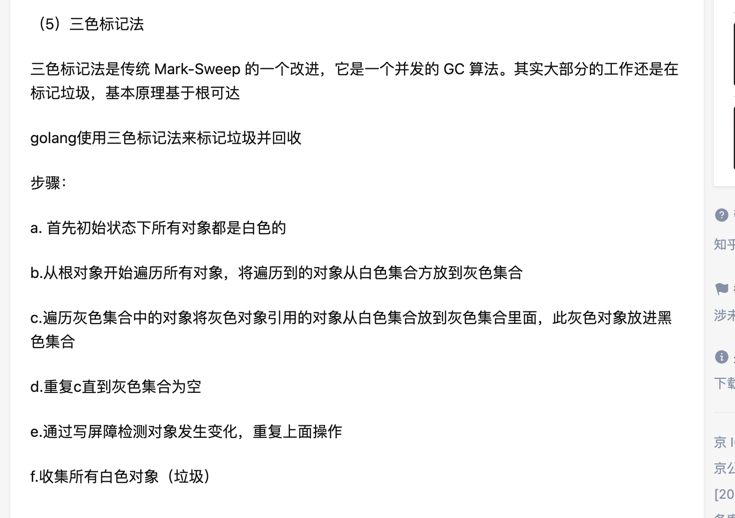 （5）三色标记法
三色标记法是传统 Mark-Sweep 的一个改进，它是一个并发的 GC 算法。其实大部分的工作还是在
标记垃圾，基本原理基于根可达
golang使用三色标记法来标记垃圾并回收
步骤：
a. 首先初始状态下所有对象都是白色的
b.从根对象开始遍历所有对象，将遍历到的对象从白色集合方放到灰色集合
c.遍历灰色集合中的对象将灰色对象引用的对象从白色集合放到灰色集合里面，此灰色对象放进黑
色集合
d.重复c直到灰色集合为空
e.通过写屏障检测对象发生变化，重复上面操作
f.收集所有白色对象（垃圾）
知乎
涉未
下载
京 I
京公
[20